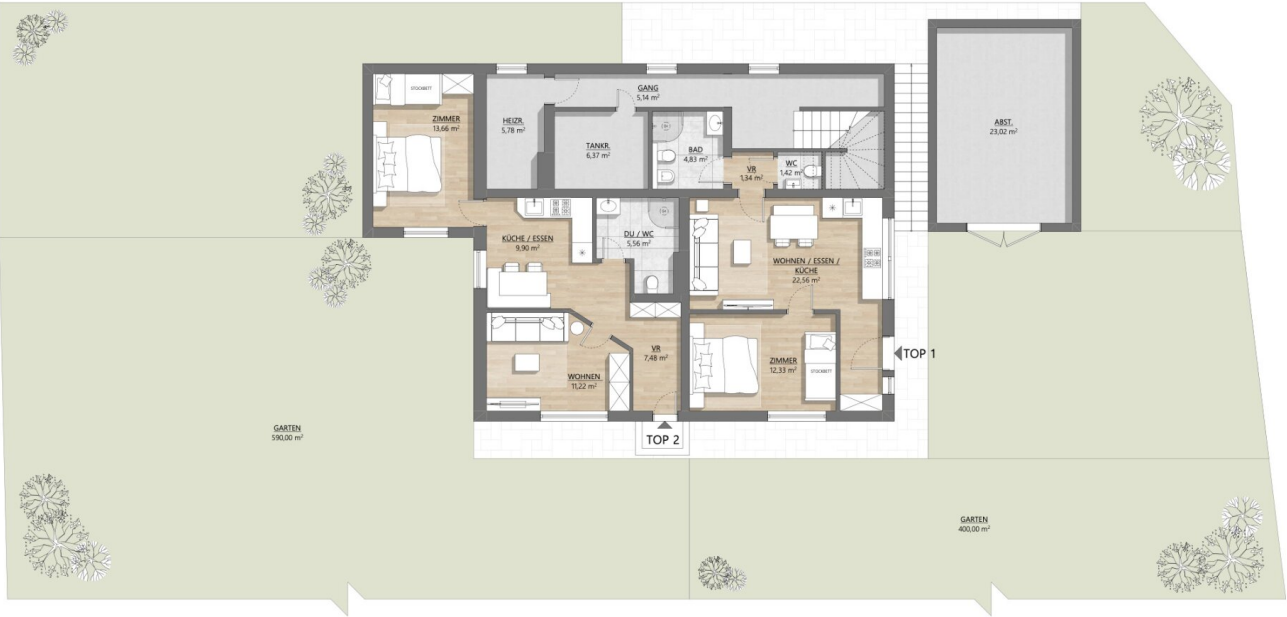 STOCKBETT
ZIMMER
13,66 m²
HEIZR.
5,78 m²
GANG
5,14 m²
TANKR.
6,37 m²
BAD
4,83 m²
VR
1,34 m²
WC
1,42 m²
ABST.
23,02 m²
KÜCHE / ESSEN
9,90 m²
DU / WC
5,56 m²
WOHNEN / ESSEN /
KÜCHE
22,56 m²
WOHNEN
11,22 m²
VR
7,48 m²
ZIMMER
12,33 m²
STOCKBETT
TOP 1
TOP 2
GARTEN
590,00 m²
GARTEN
400,00 m²